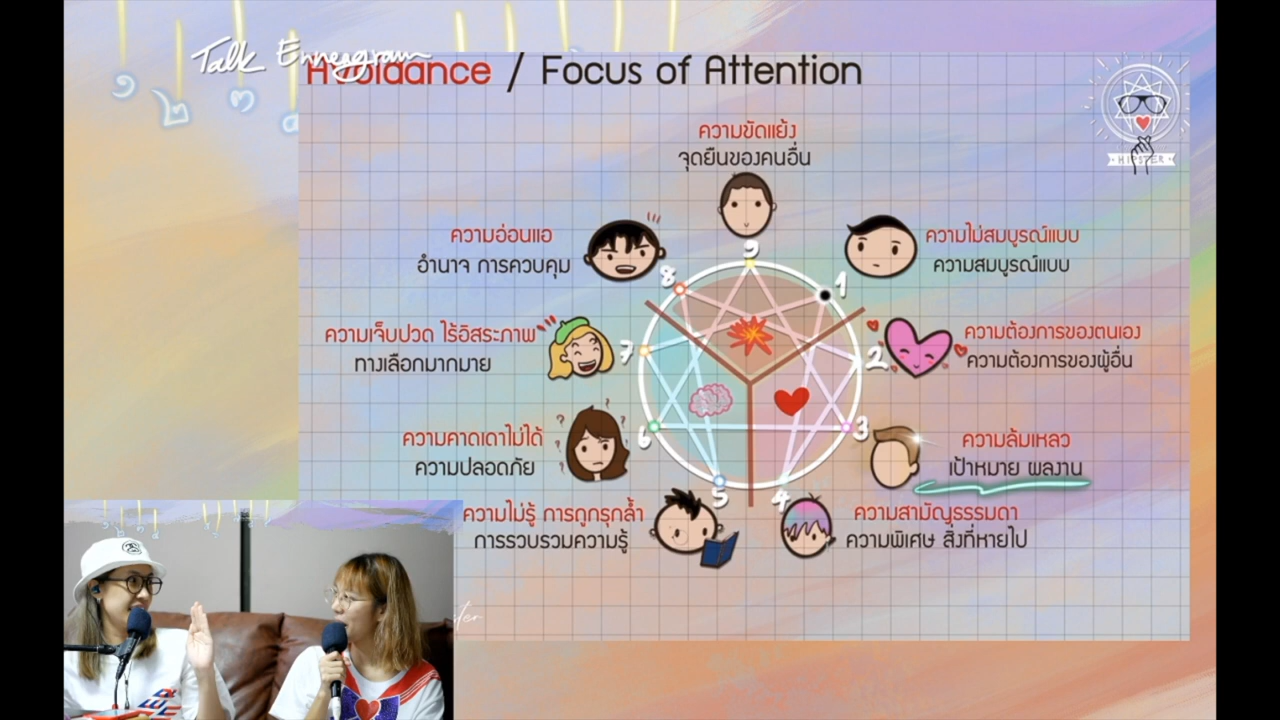 Talk Enneagram
Avoidance / Focus of Attention
๑
๒
๓
HIPSTER
ความขัดแย้ง
จุดยืนของคนอื่น
ความอ่อนแอ
อำนาจ การควบคุม
ความไม่สมบูรณ์แบบ
ความสมบูรณ์แบบ
9
8
1
ความเจ็บปวด ไร้อิสระภาพ
ทางเลือกมากมาย
7
2
ความต้องการของตนเอง
ความต้องการของผู้อื่น
ความคาดเดาไม่ได้
ความปลอดภัย
6
3
ความล้มเหลว
เป้าหมาย ผลงาน
ความไม่รู้ การถูกรุกล้ำ
การรวบรวมความรู้
5
4
ความสามัญธรรมดา
ความพิเศษ สิ่งที่หายไป